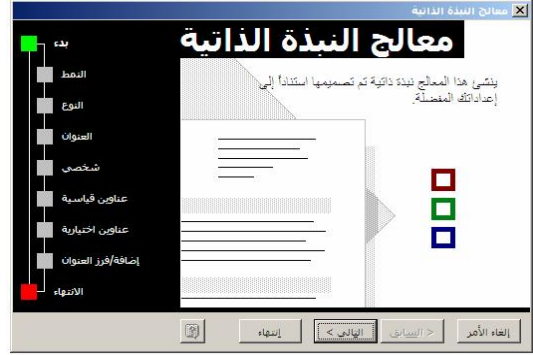 معالج النبذة الذاتية
معالج النبذة الذاتية
ينشئ هذا المعالج نبذة ذاتية تم تصميمها استناداً إلى
إعداداتك المفضلة.
بدء
النمط
النوع
العنوان
شخصي
عناوين قياسية
عناوين اختيارية
إضافة/فرز العنوان
الانتهاء
إلغاء الأمر
< السابق
التالي >
إنتهاء